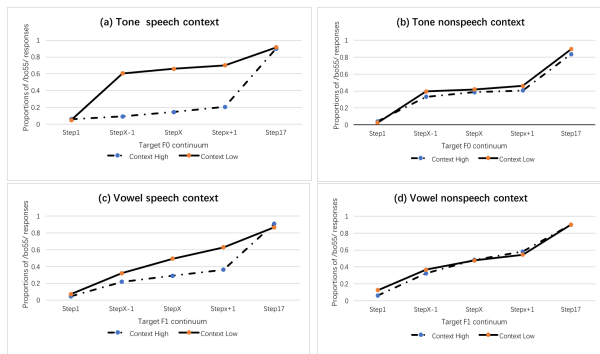 (a) Tone speech context
Proportions of /bo55/ responses
1
0.8
0.6
0.4
0.2
0
Step1 StepX-1 StepX Stepx+1 Step17
Target F0 continuum
Context High Context Low
(b) Tone nonspeech context
Proportions of /bo55/ responses
1
0.8
0.6
0.4
0.2
0
Step1 StepX-1 StepX Stepx+1 Step17
Target F0 continuum
Context High Context Low
(c) Vowel speech context
Proportions of /bo55/ responses
1
0.8
0.6
0.4
0.2
0
Step1 StepX-1 StepX Stepx+1 Step17
Target F1 continuum
Context High Context Low
(d) Vowel nonspeech context
Proportions of /bo55/ responses
1
0.8
0.6
0.4
0.2
0
Step1 StepX-1 StepX Stepx+1 Step17
Target F1 continuum
Context High Context Low